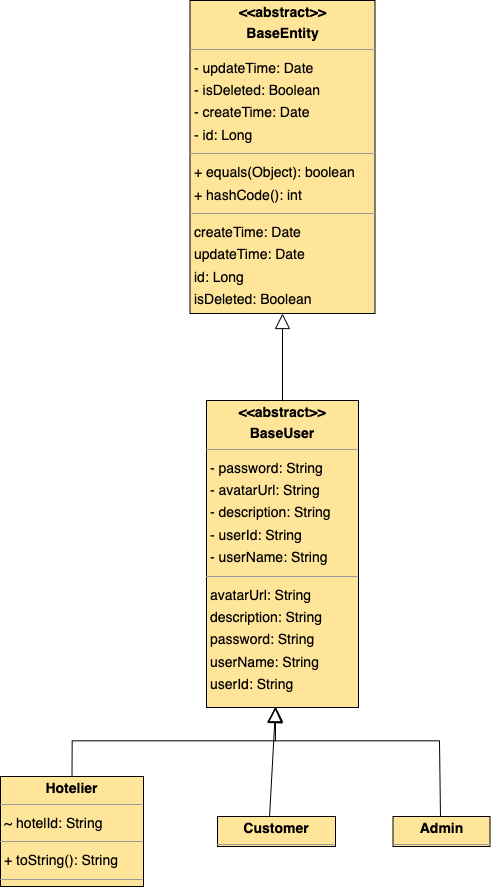 <<abstract>>
BaseEntity
- updateTime: Date
- isDeleted: Boolean
- createTime: Date
- id: Long
+ equals(Object): boolean
+ hashCode(): int
createTime: Date
updateTime: Date
id: Long
isDeleted: Boolean
<<abstract>>
BaseUser
- password: String
- avatarUrl: String
- description: String
- userId: String
- userName: String
avatarUrl: String
description: String
password: String
userName: String
userId: String
Hotelier
~ hotelId: String
+ toString(): String
Customer
Admin